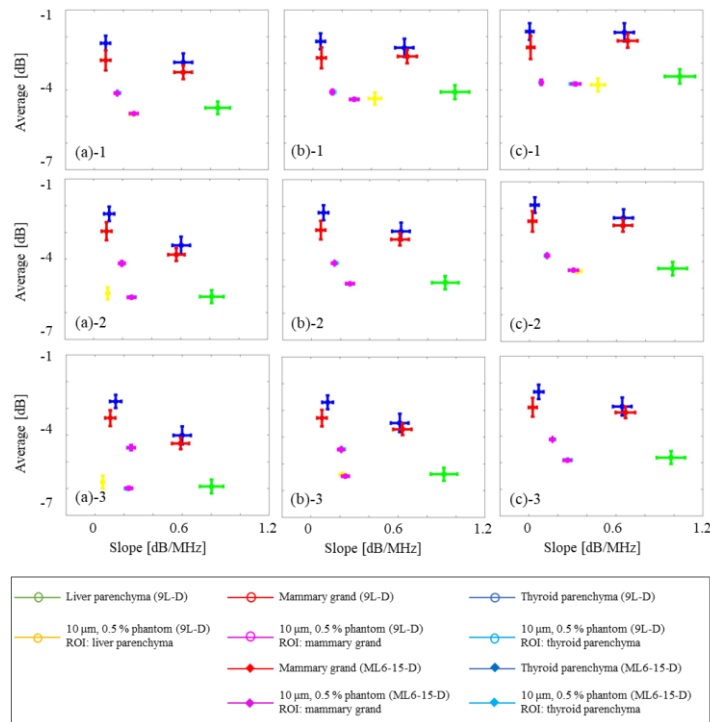 -1
-4
-7
Average [dB]
(a)-1
(b)-1
(c)-1
-1
-4
-7
Average [dB]
(a)-2
(b)-2
(c)-2
-1
-4
-7
Average [dB]
(a)-3
(b)-3
(c)-3
0 0.6 1.2
0 0.6 1.2
0 0.6 1.2
Slope [dB/MHz]
Slope [dB/MHz]
Slope [dB/MHz]
Liver parenchyma (9L-D)
Mammary grand (9L-D)
Thyroid parenchyma (9L-D)
10 μm, 0.5 % phantom (9L-D)
ROI: liver parenchyma
10 μm, 0.5 % phantom (9L-D)
ROI: mammary grand
10 μm, 0.5 % phantom (9L-D)
ROI: thyroid parenchyma
Mammary grand (ML6-15-D)
Thyroid parenchyma (ML6-15-D)
10 μm, 0.5 % phantom (ML6-15-D)
ROI: mammary grand
10 μm, 0.5 % phantom (ML6-15-D)
ROI: thyroid parenchyma